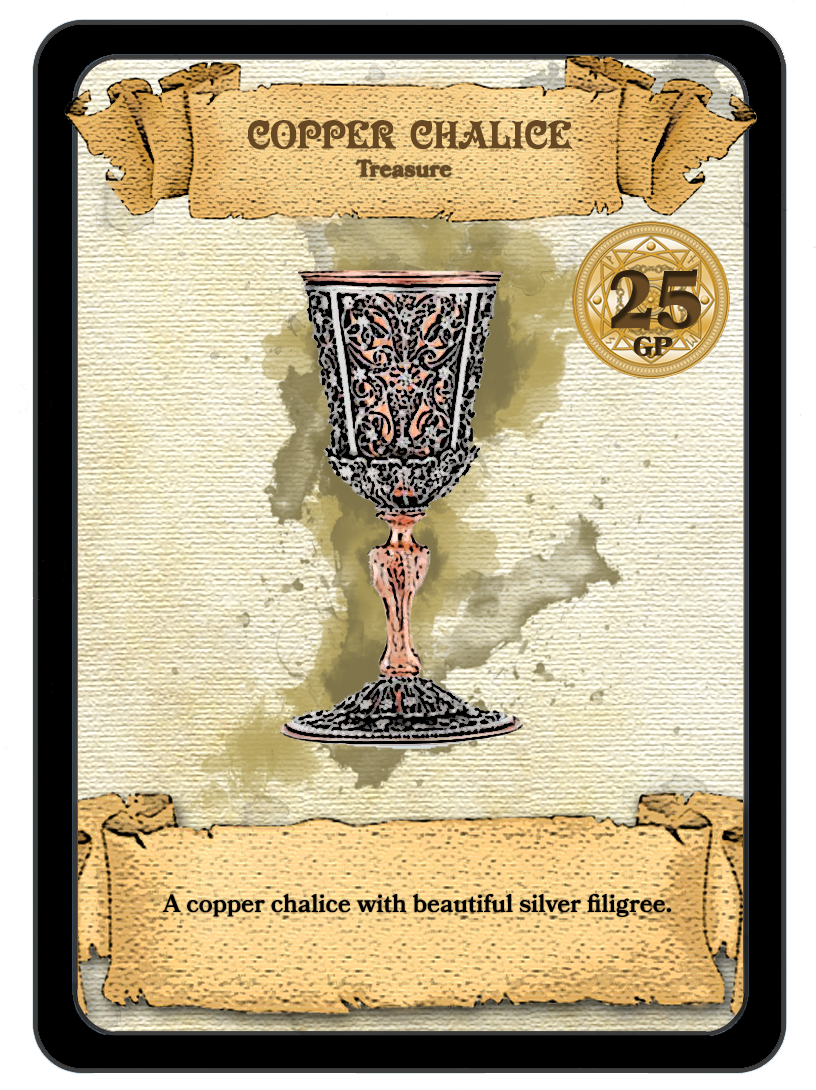 COPPER CHALICE
Treasure
25
GP
A copper chalice with beautiful silver filigree.